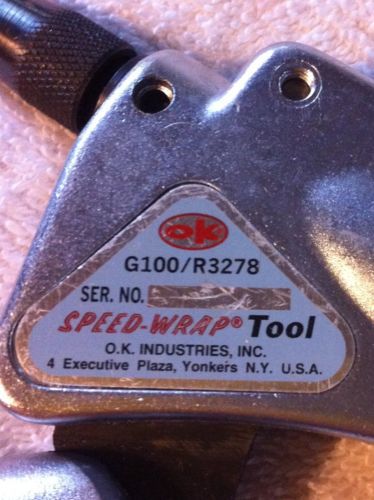 OK
G100/R3278
SER. NO.
SPEED-WRAP® Tool
O.K. INDUSTRIES, INC.
4 Executive Plaza, Yonkers N.Y. U.S.A.